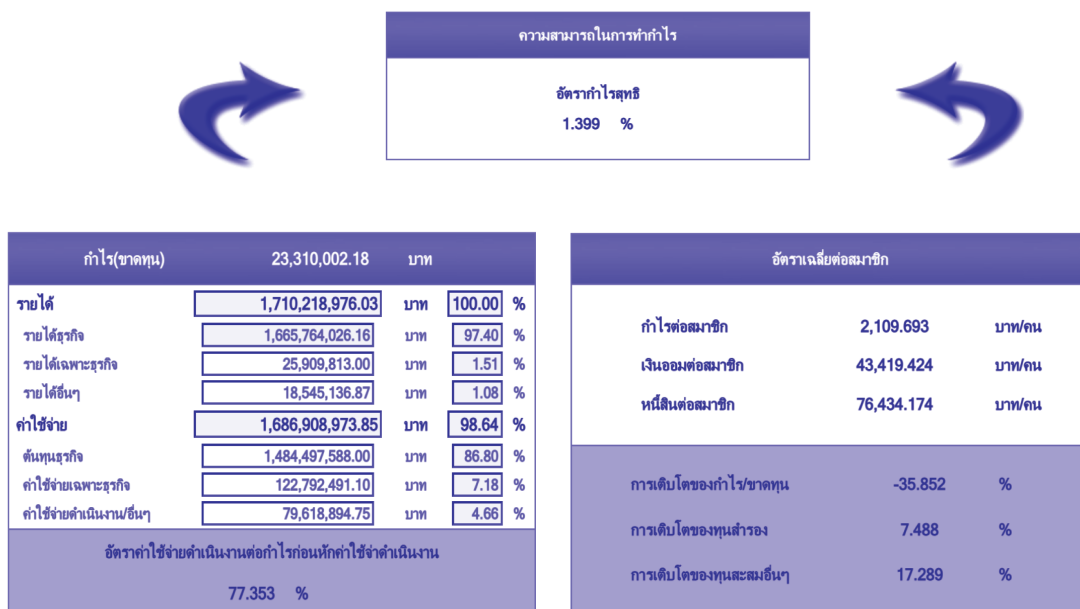 ความสามารถในการทำกำไร
อัตรากำไรสุทธิ
1.399 %
กำไร(ขาดทุน) 23,310,002.18 บาท
รายได้ 1,710,218,976.03 บาท 100.00 %
รายได้ธุรกิจ 1,665,764,026.16 บาท 97.40 %
รายได้เฉพาะธุรกิจ 25,909,813.00 บาท 1.51 %
รายได้อื่นๆ 18,545,136.87 บาท 1.08 %
ค่าใช้จ่าย 1,686,908,973.85 บาท 98.64 %
ต้นทุนธุรกิจ 1,484,497,588.00 บาท 86.80 %
ค่าใช้จ่ายเฉพาะธุรกิจ 122,792,491.10 บาท 7.18 %
ค่าใช้จ่ายดำเนินงาน/อื่นๆ 79,618,894.75 บาท 4.66 %
อัตราค่าใช้จ่ายดำเนินงานต่อกำไรก่อนหักค่าใช้จ่าดำเนินงาน
77.353 %
อัตราเฉลี่ยต่อสมาชิก
กำไรต่อสมาชิก 2,109.693 บาท/คน
เงินออมต่อสมาชิก 43,419.424 บาท/คน
หนี้สินต่อสมาชิก 76,434.174 บาท/คน
การเติบโตของกำไร/ขาดทุน -35.852 %
การเติบโตของทุนสำรอง 7.488 %
การเติบโตของทุนสะสมอื่นๆ 17.289 %